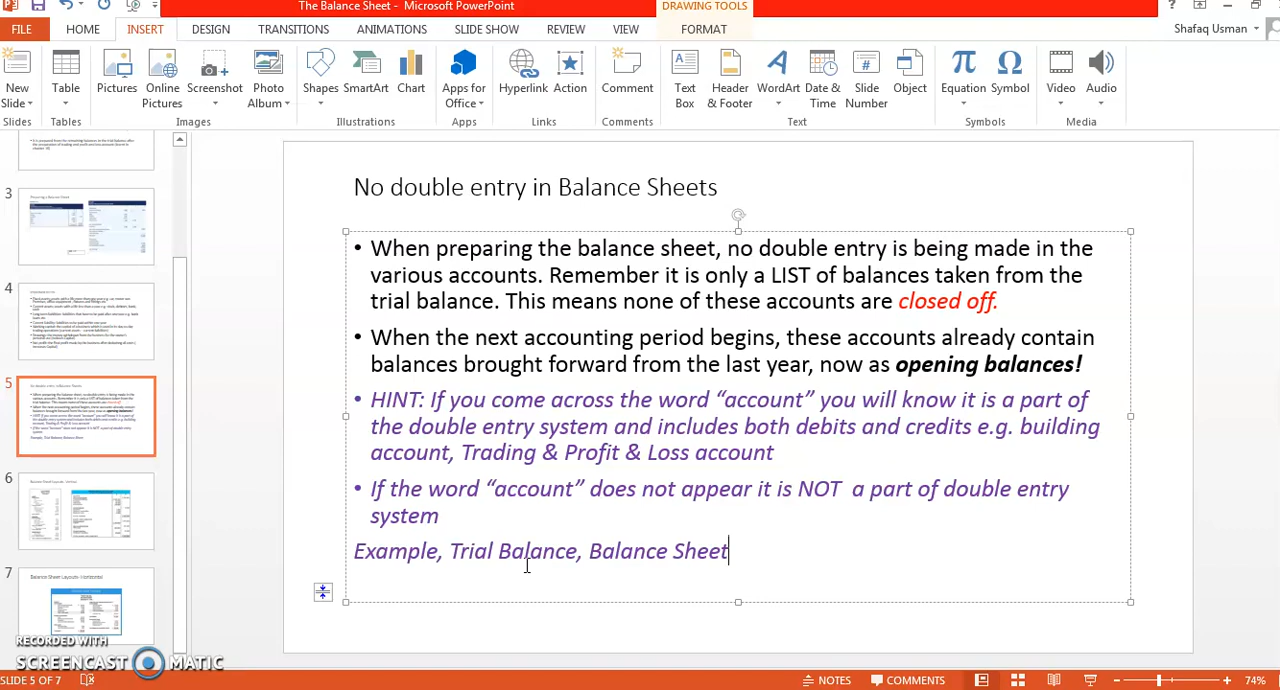 The Balance Sheet - Microsoft PowerPoint
DRAWING TOOLS
FILE
HOME
INSERT
DESIGN
TRANSITIONS
ANIMATIONS
SLIDE SHOW
REVIEW
VIEW
FORMAT
Shafaq Usman
New Slide
Table
Pictures
Online Pictures
Screenshot
Photo Album
Shapes
SmartArt
Chart
Apps for Office
Hyperlink
Action
Comment
Text Box
Header & Footer
WordArt
Date & Time
Slide Number
Object
Equation
Symbol
Video
Audio
Slides
Tables
Images
Illustrations
Apps
Links
Comments
Text
Symbols
Media
3
4
5
6
7
Balance Sheet Layouts- Horizontal
No double entry in Balance Sheets
• When preparing the balance sheet, no double entry is being made in the
various accounts. Remember it is only a LIST of balances taken from the
trial balance. This means none of these accounts are closed off.
• When the next accounting period begins, these accounts already contain
balances brought forward from the last year, now as opening balances!
• HINT: If you come across the word “account” you will know it is a part of
the double entry system and includes both debits and credits e.g. building
account, Trading & Profit & Loss account
• If the word “account” does not appear it is NOT a part of double entry
system
Example, Trial Balance, Balance Sheet
RECORDED WITH
SCREENCAST MATIC
SLIDE 5 OF 7
NOTES
COMMENTS
74%